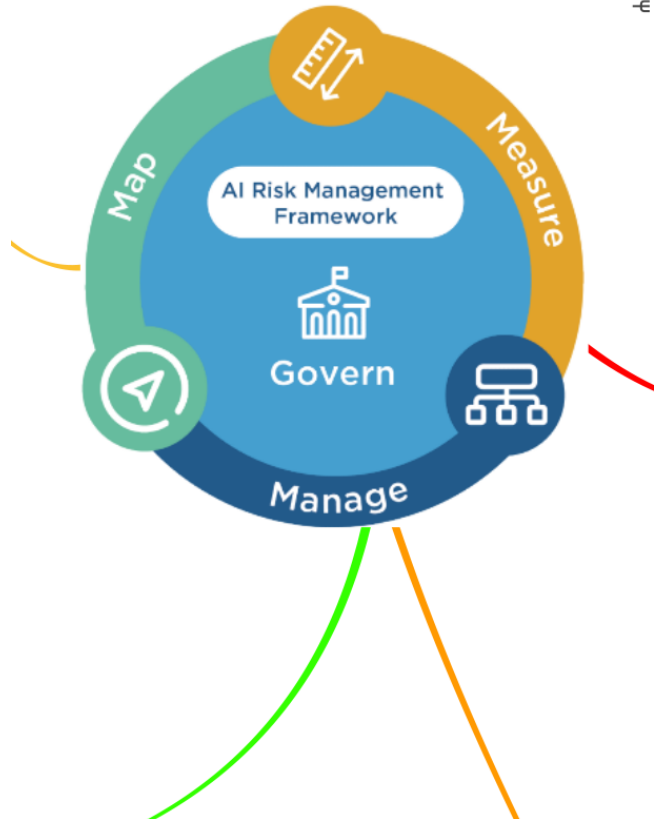 Map
Measure
AI Risk Management
Framework
Govern
Manage